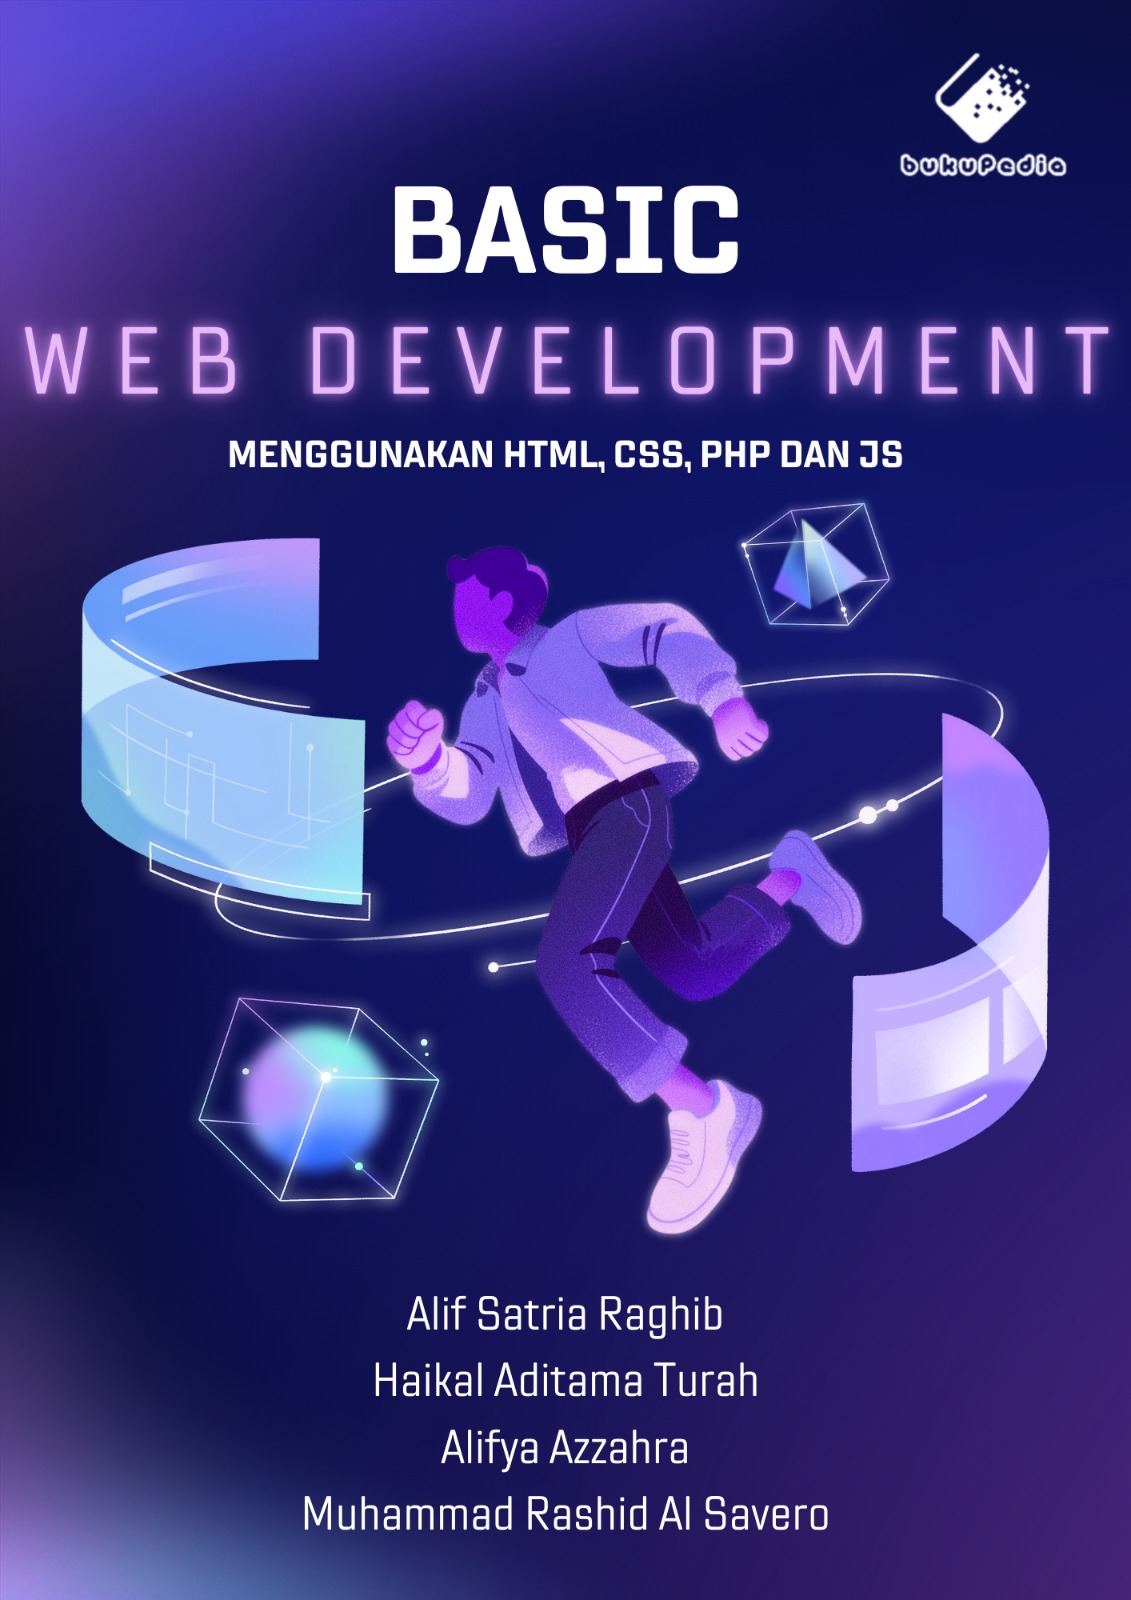 bukuPedia
BASIC
WEB DEVELOPMENT
MENGGUNAKAN HTML, CSS, PHP DAN JS
Alif Satria Raghib
Haikal Aditama Turah
Alifya Azzahra
Muhammad Rashid Al Savero